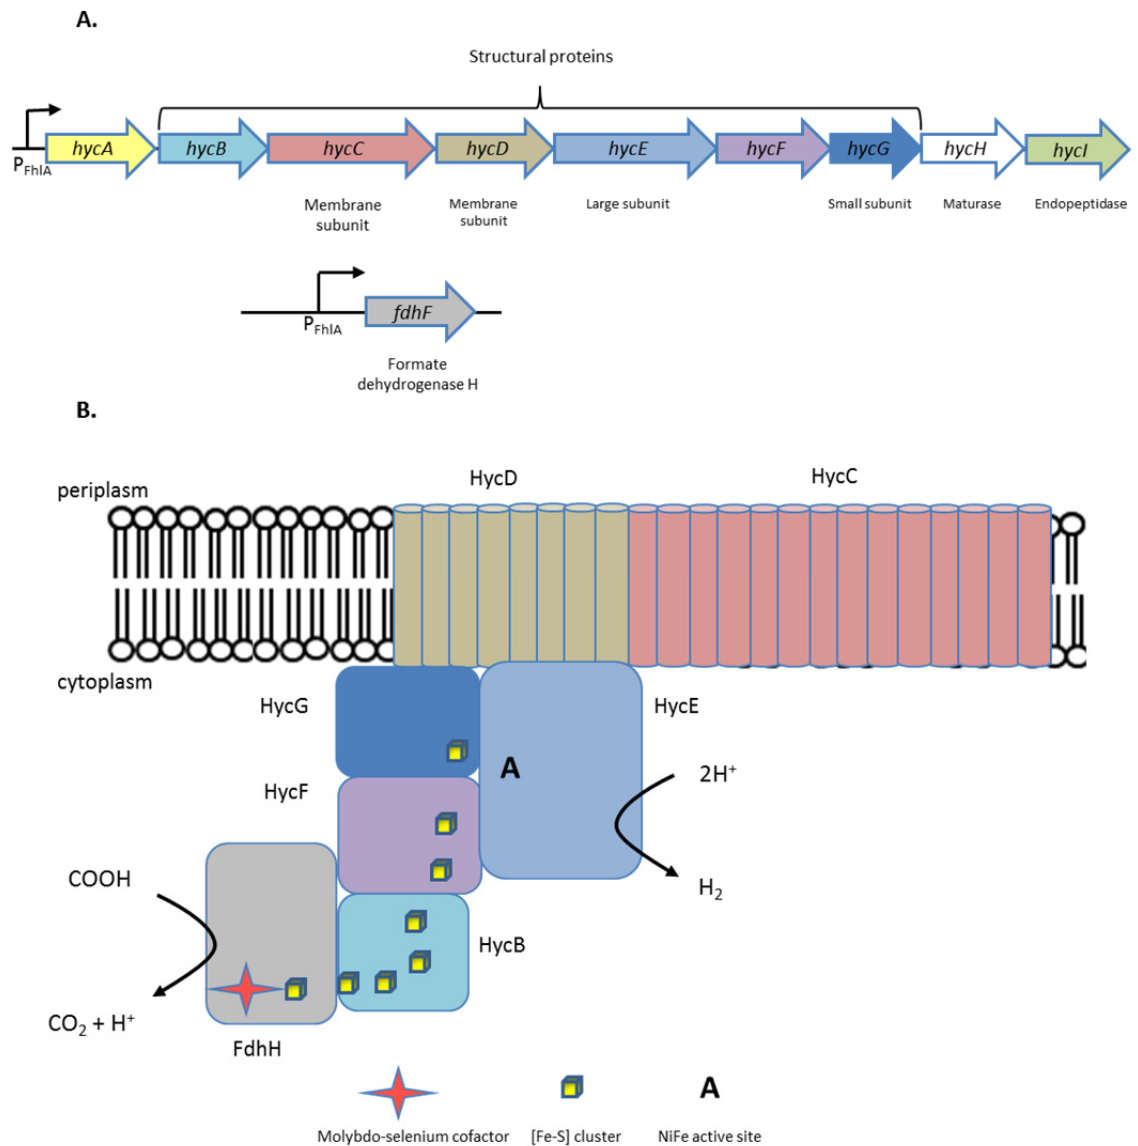 A.
Structural proteins
hycA hycB hycC hycD hycE hycF hycG hycH hycI
PFhlA
Membrane subunit
Membrane subunit
Large subunit
Small subunit
Maturase
Endopeptidase
fdhF
PFhlA
Formate
dehydrogenase H
B.
HycD
HycC
periplasm
cytoplasm
HycG
HycE
A
2H⁺
HycF
COOH
H₂
HycB
CO₂ + H⁺
FdhH
A
Molybdo-selenium cofactor
[Fe-S] cluster
NiFe active site